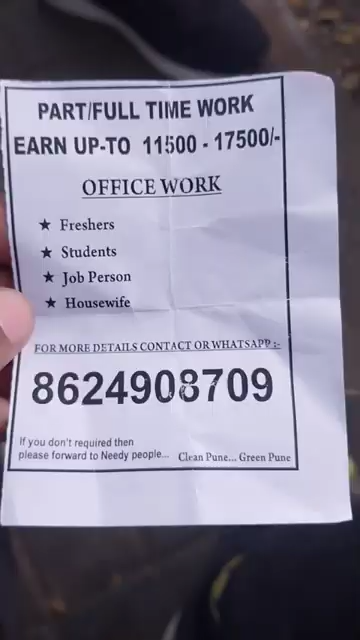 PART/FULL TIME WORK
EARN UP-TO 11500 - 17500/-
OFFICE WORK
★ Freshers
★ Students
★ Job Person
★ Housewife
FOR MORE DETAILS CONTACT OR WHATSAPP :-
8624908709
If you don't required then
please forward to Needy people... Clean Pune... Green Pune